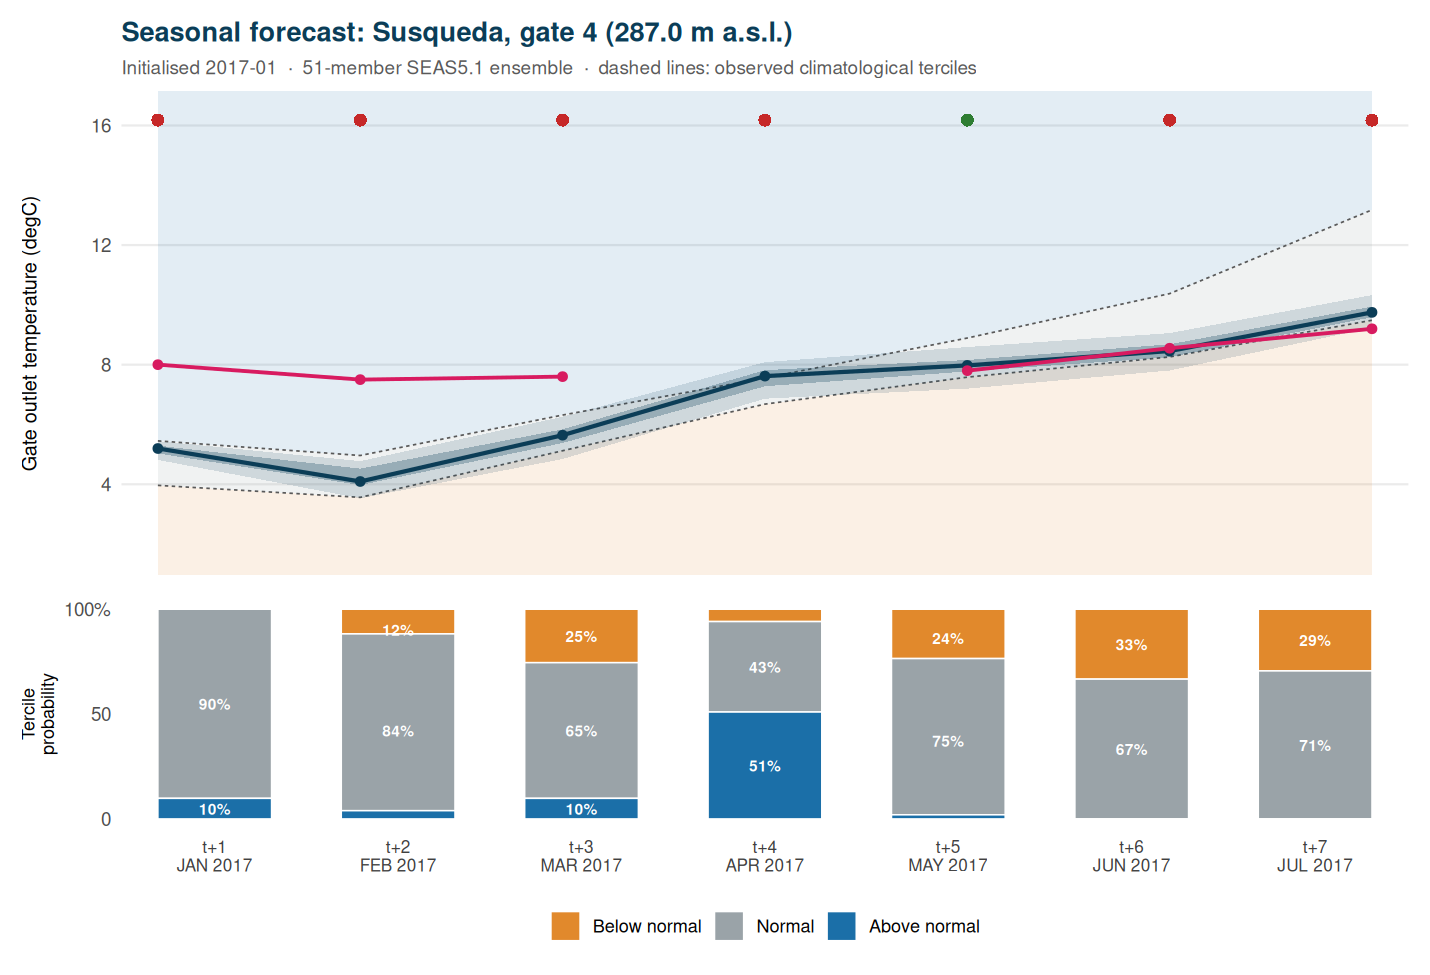 Seasonal forecast: Susqueda, gate 4 (287.0 m a.s.l.)
Initialised 2017-01 · 51-member SEAS5.1 ensemble · dashed lines: observed climatological terciles
Gate outlet temperature (degC)
16
12
8
4
Tercile
probability
100%
50
0
90%
10%
12%
84%
25%
65%
10%
43%
51%
24%
75%
33%
67%
29%
71%
t+1
JAN 2017
t+2
FEB 2017
t+3
MAR 2017
t+4
APR 2017
t+5
MAY 2017
t+6
JUN 2017
t+7
JUL 2017
Below normal
Normal
Above normal